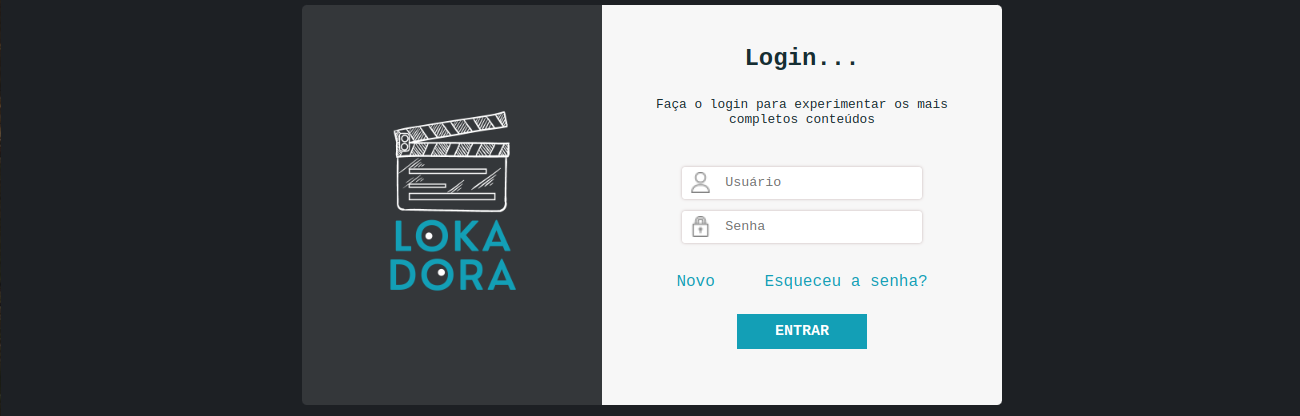 LOKA
DORA
Login...
Faça o login para experimentar os mais
completos conteúdos
Usuário
Senha
Novo
Esqueceu a senha?
ENTRAR